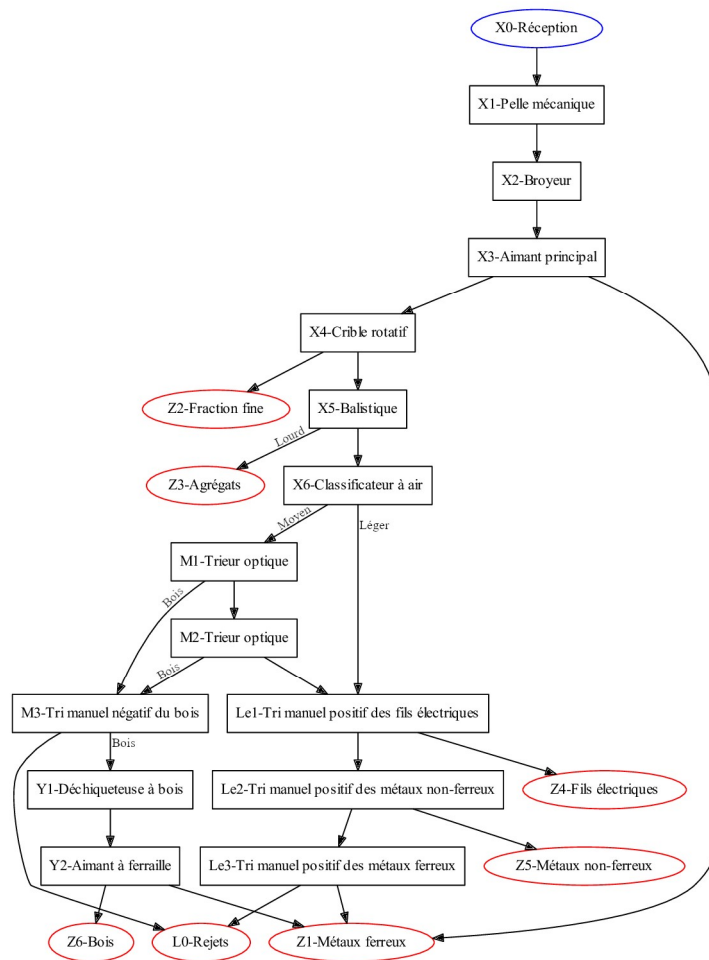 X0-Réception
X1-Pelle mécanique
X2-Broyeur
X3-Aimant principal
X4-Crible rotatif
Z2-Fraction fine
X5-Balistique
Lourd
Z3-Agrégats
X6-Classificateur à air
Moyen
Léger
M1-Trieur optique
Bois
M2-Trieur optique
Bois
M3-Tri manuel négatif du bois
Le1-Tri manuel positif des fils électriques
Bois
Y1-Déchiqueteuse à bois
Le2-Tri manuel positif des métaux non-ferreux
Z4-Fils électriques
Y2-Aimant à ferraille
Le3-Tri manuel positif des métaux ferreux
Z5-Métaux non-ferreux
Z6-Bois
L0-Rejets
Z1-Métaux ferreux